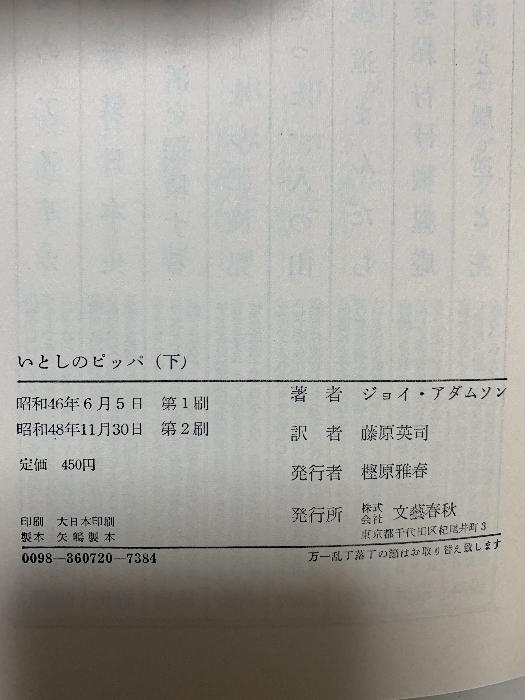 いとしのピッパ（下）
昭和46年6月5日　第1刷
昭和48年11月30日　第2刷
定価　450円
印刷　大日本印刷
製本　矢嶋製本
0098―360720―7384
著者　ジョイ・アダムソン
訳者　藤原英司
発行者　樫原雅春
発行所　株式会社　文藝春秋
東京都千代田区紀尾井町3
万一乱丁落丁の節はお取り替え致します